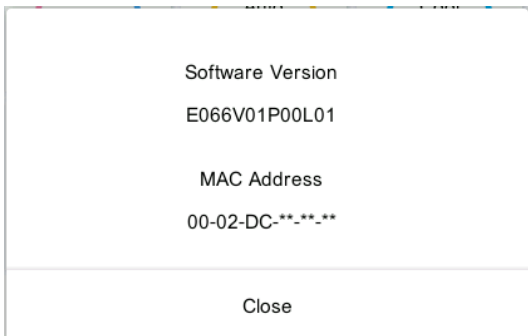 Software Version
E066V01P00L01
MAC Address
00-02-DC-**-**-**
Close